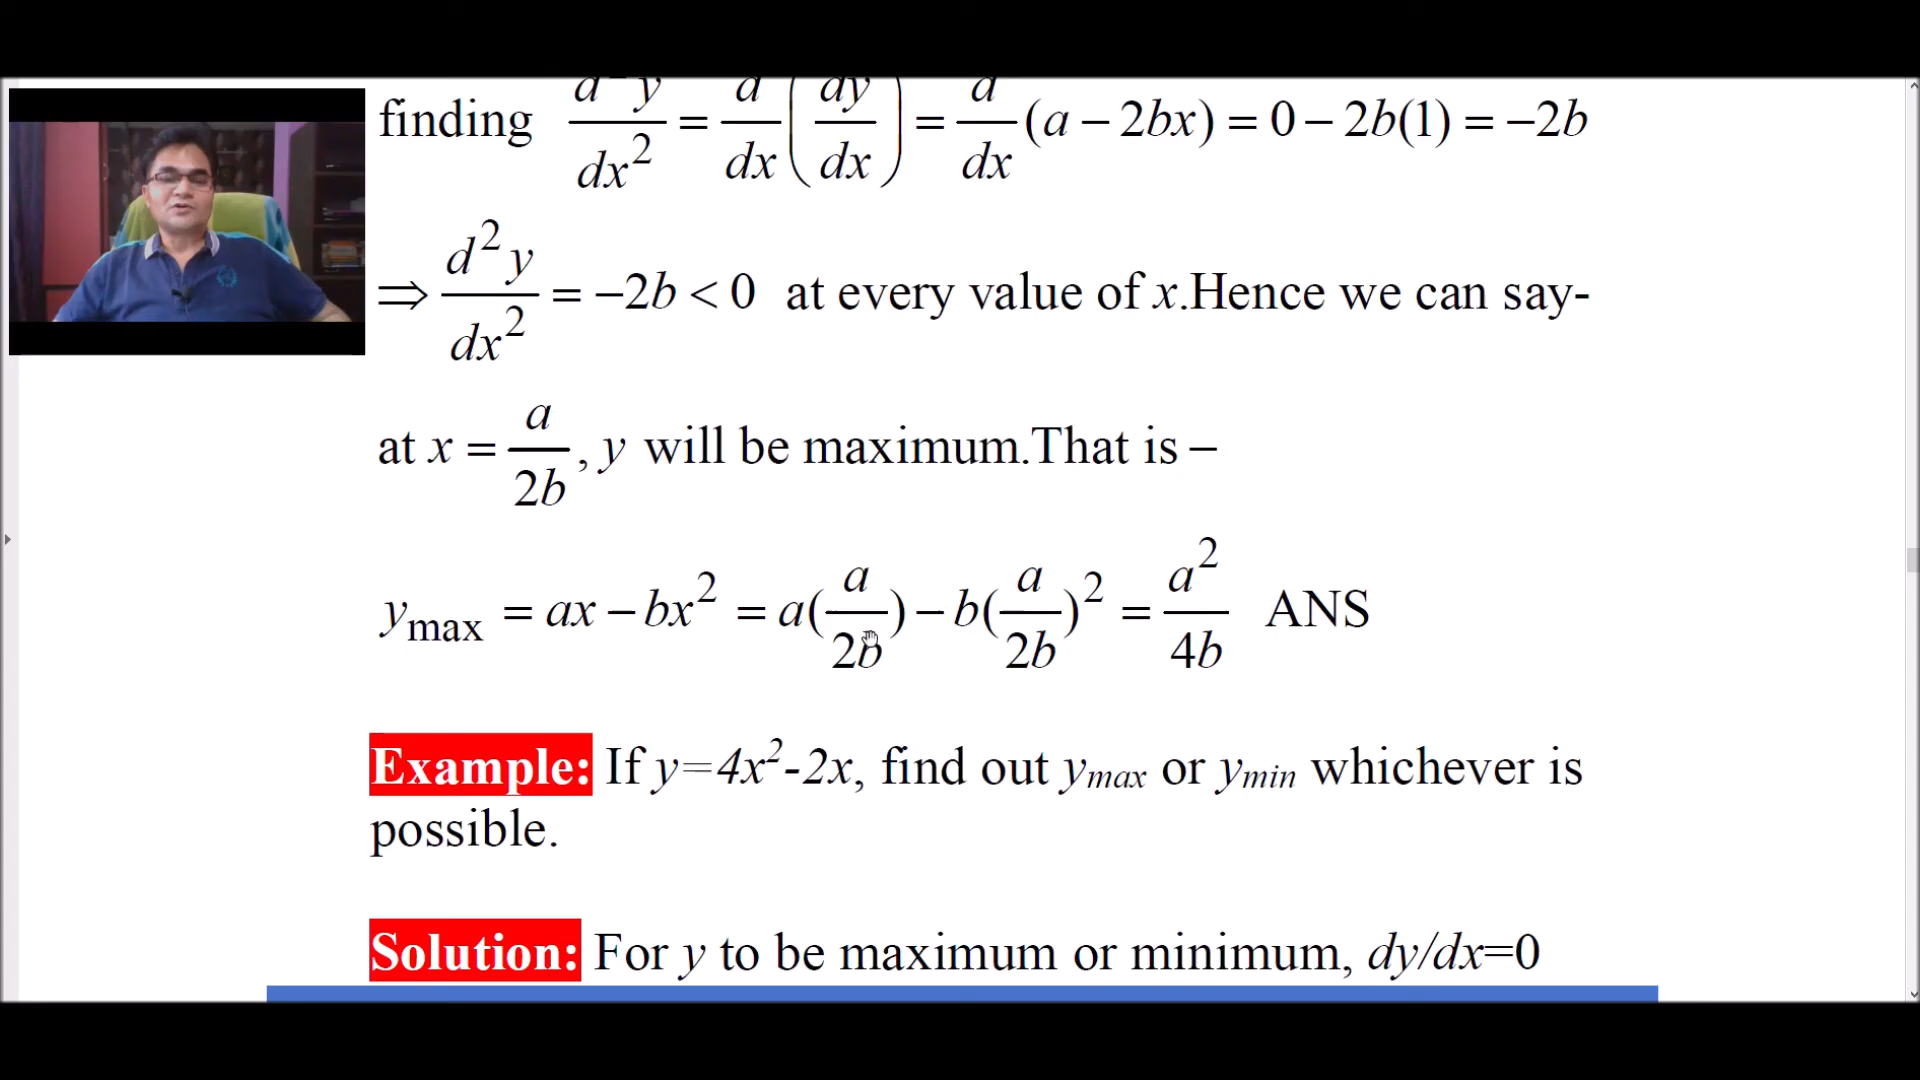 finding d²y/dx² = d/dx (dy/dx) = d/dx (a − 2bx) = 0 − 2b(1) = −2b
⇒ d²y/dx² = −2b < 0 at every value of x.Hence we can say-
at x = a/2b, y will be maximum.That is –
y_max = ax − bx² = a(a/2b) − b(a/2b)² = a²/4b ANS
Example: If y=4x²-2x, find out y_max or y_min whichever is
possible.
Solution: For y to be maximum or minimum, dy/dx=0